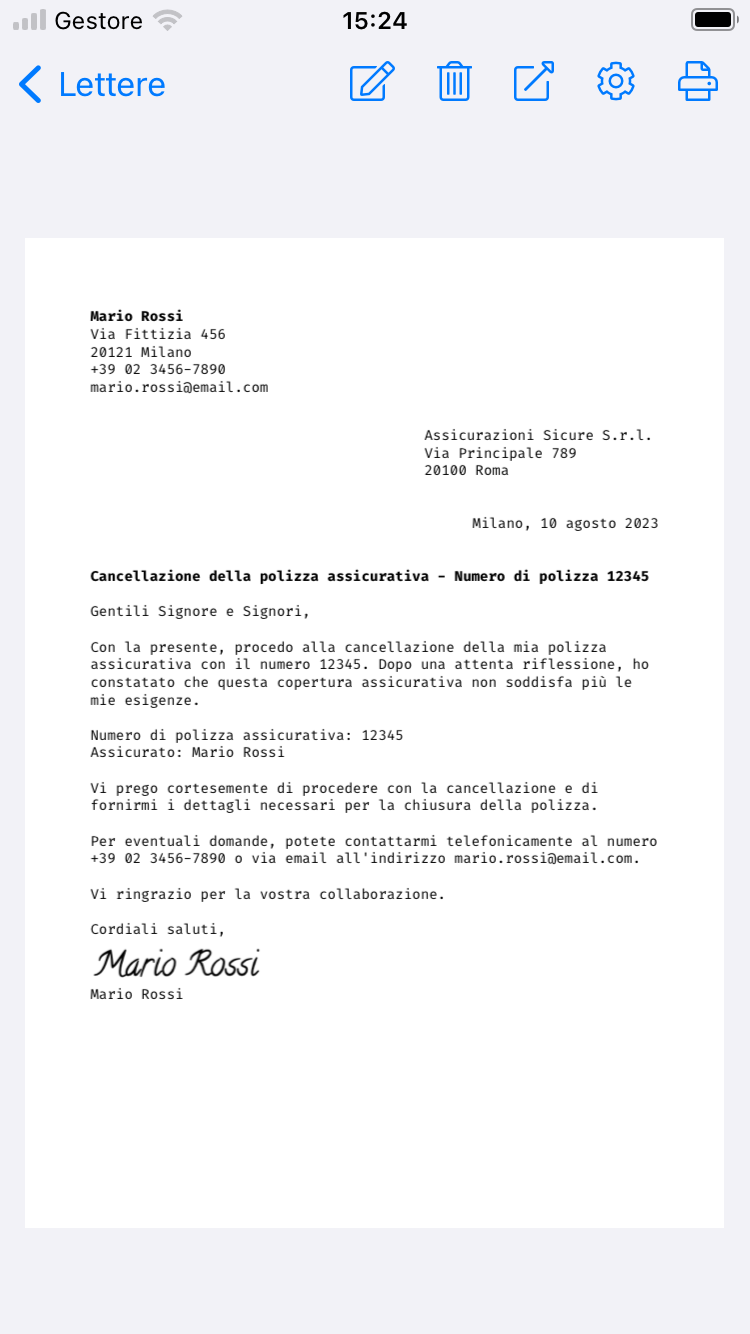 Gestore 15:24
Lettere
Mario Rossi
Via Fittizia 456
20121 Milano
+39 02 3456-7890
mario.rossi@email.com
Assicurazioni Sicure S.r.l.
Via Principale 789
20100 Roma
Milano, 10 agosto 2023
Cancellazione della polizza assicurativa - Numero di polizza 12345
Gentili Signore e Signori,
Con la presente, procedo alla cancellazione della mia polizza
assicurativa con il numero 12345. Dopo una attenta riflessione, ho
constatato che questa copertura assicurativa non soddisfa più le
mie esigenze.
Numero di polizza assicurativa: 12345
Assicurato: Mario Rossi
Vi prego cortesemente di procedere con la cancellazione e di
fornirmi i dettagli necessari per la chiusura della polizza.
Per eventuali domande, potete contattarmi telefonicamente al numero
+39 02 3456-7890 o via email all'indirizzo mario.rossi@email.com.
Vi ringrazio per la vostra collaborazione.
Cordiali saluti,
Mario Rossi
Mario Rossi